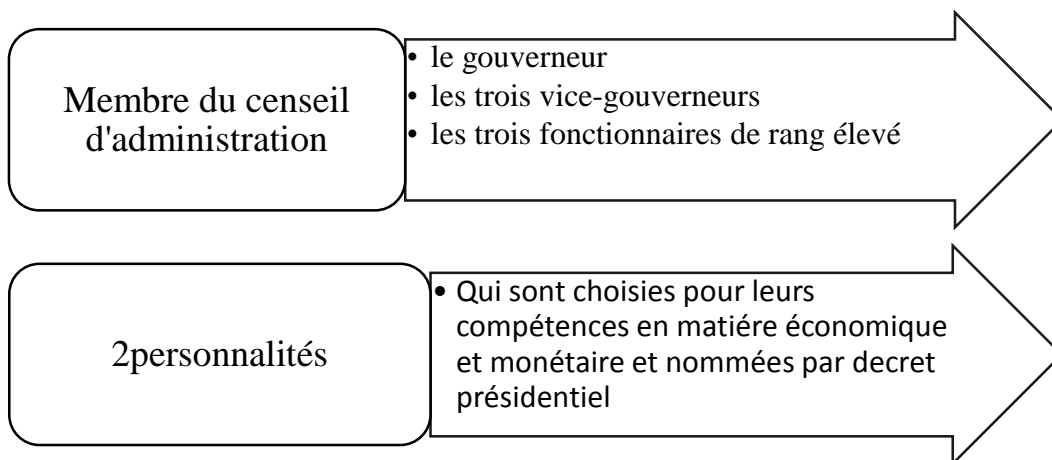 Membre du censeil
d'administration
• le gouverneur
• les trois vice-gouverneurs
• les trois fonctionnaires de rang élevé
2personnalités
• Qui sont choisies pour leurs
compétences en matiére économique
et monétaire et nommées par decret
présidentiel